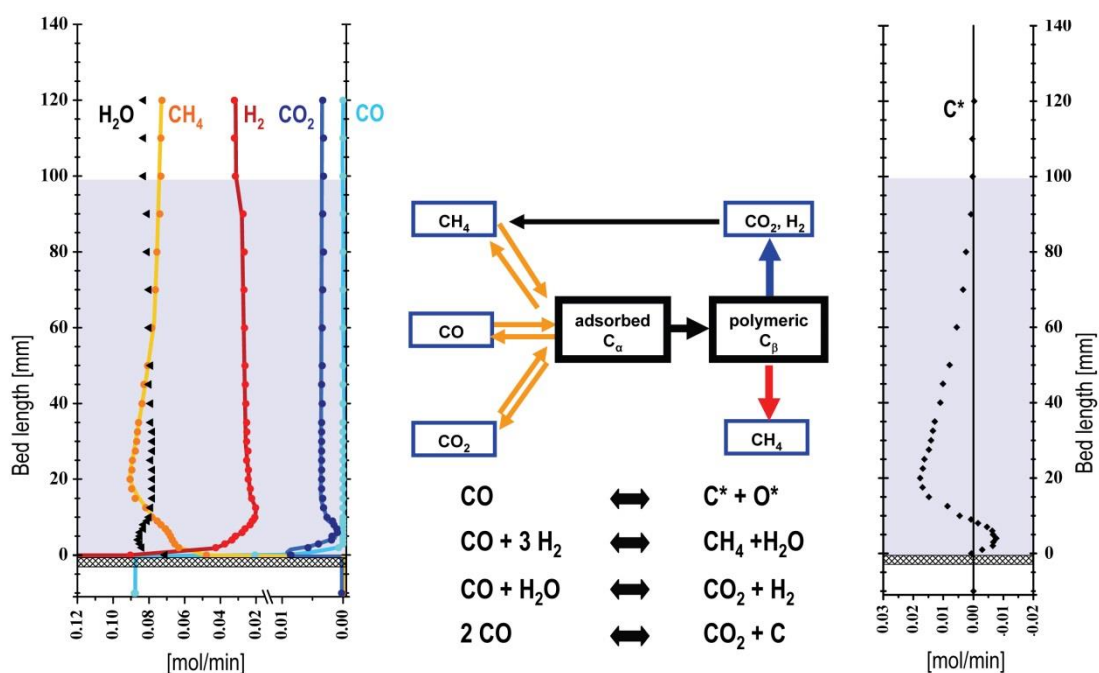 140
120
100
80
60
40
20
0
Bed length [mm]
H₂O
CH₄
H₂
CO₂
CO
0.12
0.10
0.08
0.06
0.04
0.02
0.01
0.00
[mol/min]
CH₄
CO₂, H₂
CO
adsorbed
Cα
polymeric
Cβ
CO₂
CH₄
CO ⬌ C* + O*
CO + 3 H₂ ⬌ CH₄ +H₂O
CO + H₂O ⬌ CO₂ + H₂
2 CO ⬌ CO₂ + C
C*
140
120
100
80
60
40
20
0
Bed length [mm]
0.03
0.02
0.01
0.00
-0.01
-0.02
[mol/min]